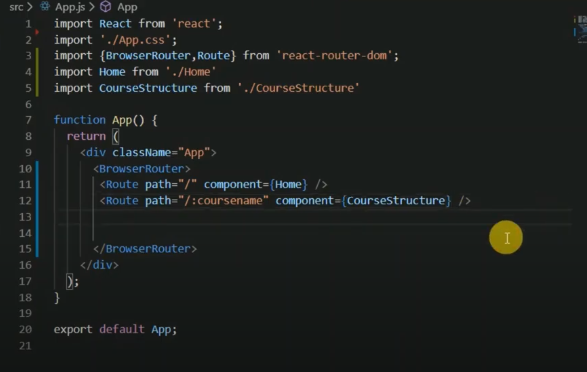 src > App.js > App
1 import React from 'react';
2 import './App.css';
3 import {BrowserRouter,Route} from 'react-router-dom';
4 import Home from './Home'
5 import CourseStructure from './CourseStructure'
6
7 function App() {
8 return (
9 <div className="App">
10 <BrowserRouter>
11 <Route path="/" component={Home} />
12 <Route path="/:coursename" component={CourseStructure} />
13
14
15 </BrowserRouter>
16 </div>
17 );
18 }
19
20 export default App;
21